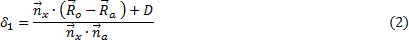 δ₁ = (n⃗ₓ · (R⃗ₒ − R⃗ₐ) + D) / (n⃗ₓ · n⃗ₐ) (2)